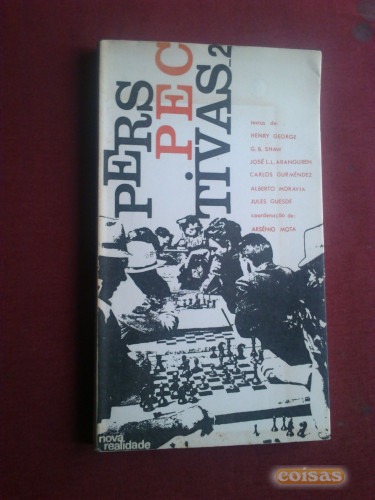 PERS
PEC
TIVAS_2
textos de:
HENRY GEORGE
G. B. SHAW
JOSÉ L. L. ARANGUREN
CARLOS GURMÉNDEZ
ALBERTO MORAVIA
JULES GUESDE
coordenação de:
ARSÉNIO MOTA
nova
realidade
coisas